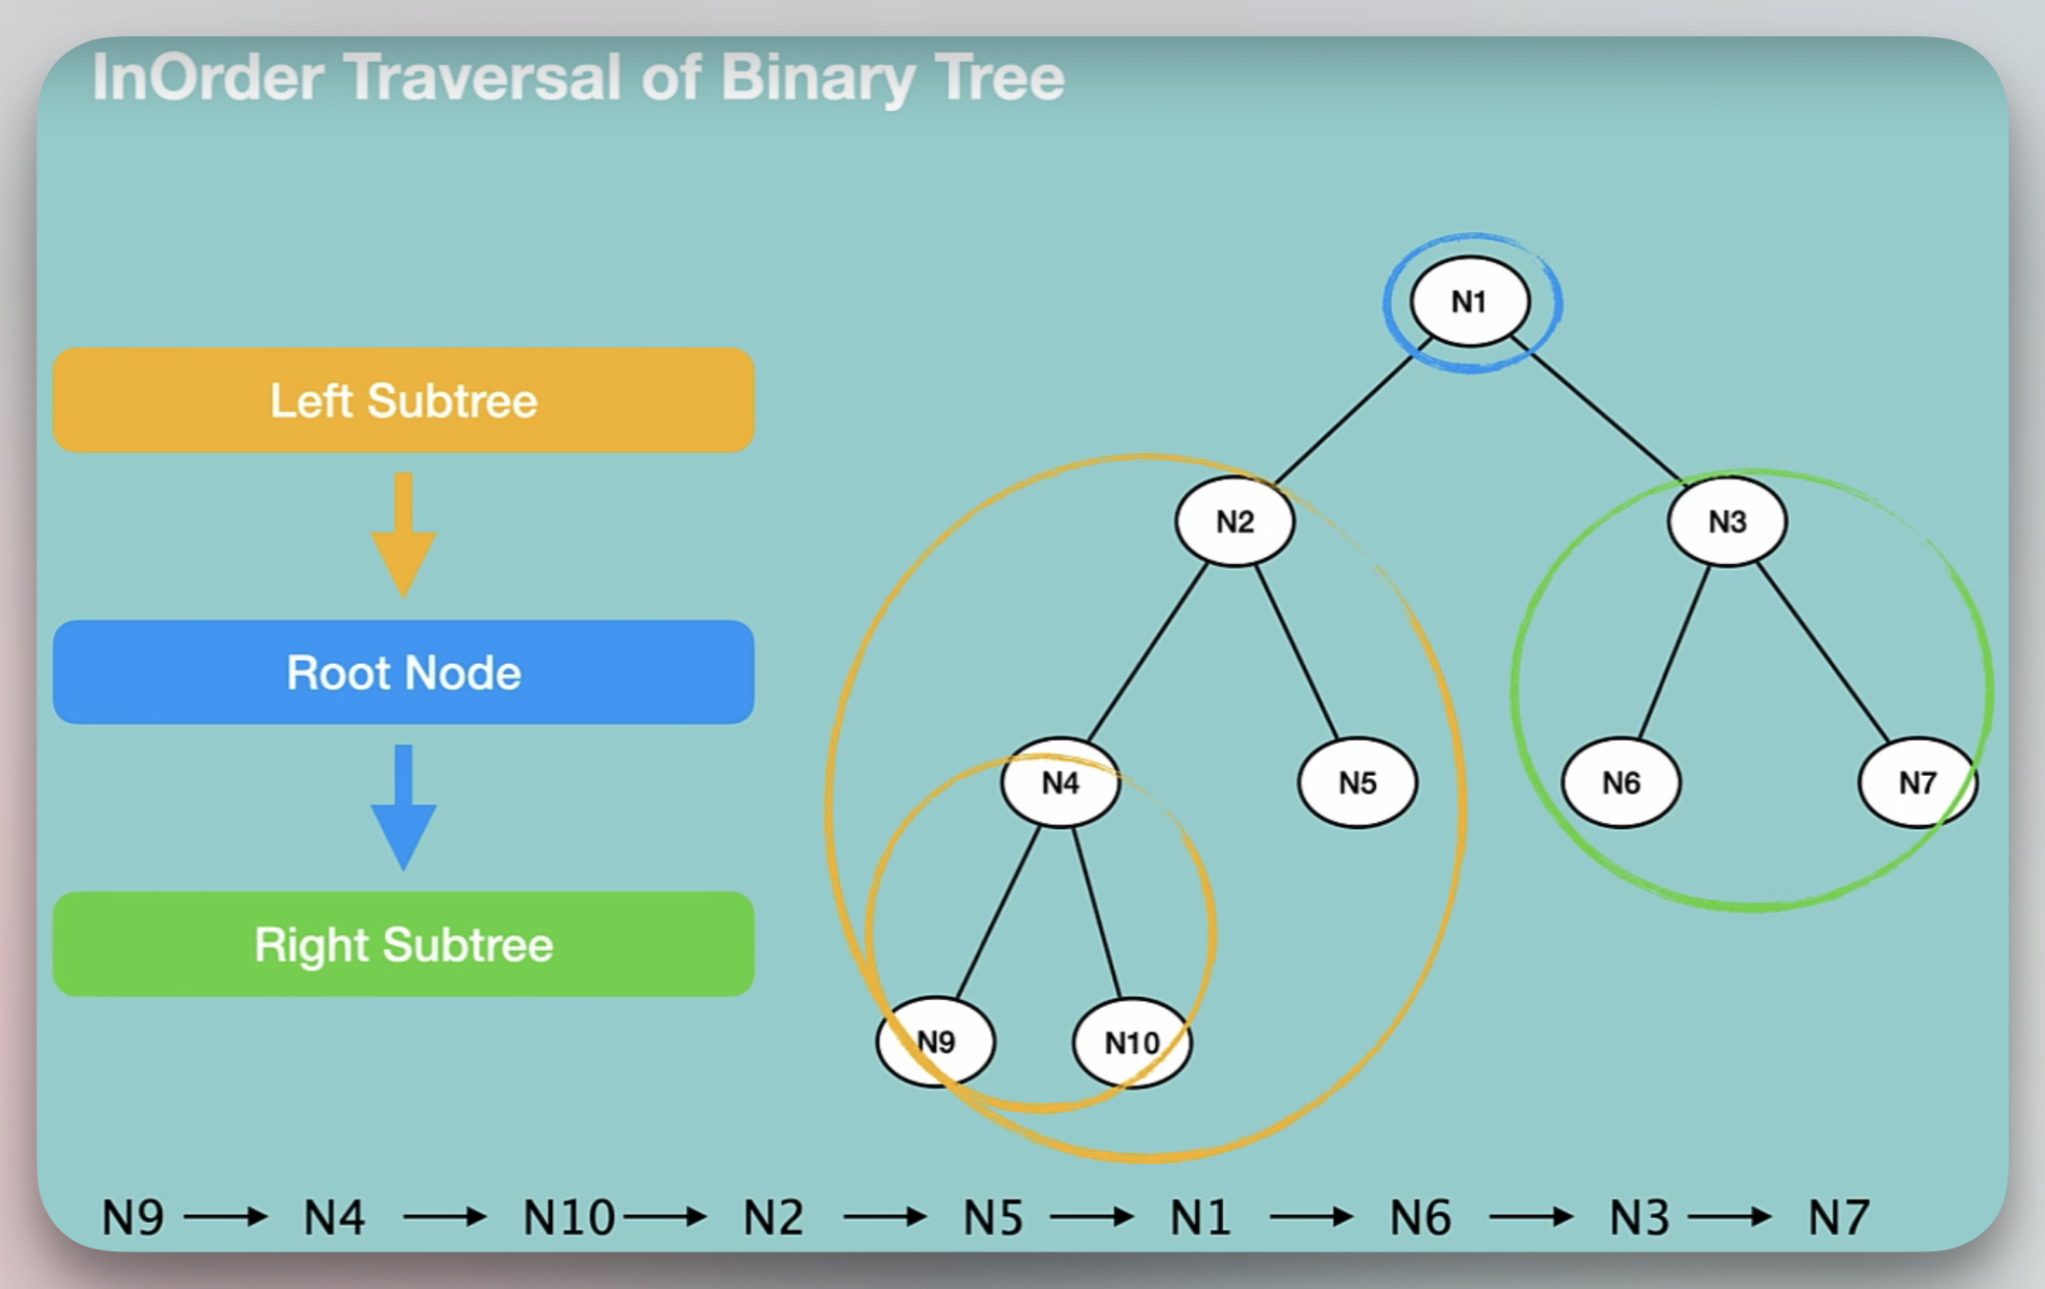 InOrder Traversal of Binary Tree
N1
Left Subtree
N2 N3
Root Node
N4 N5 N6 N7
Right Subtree
N9 N10
N9 → N4 → N10 → N2 → N5 → N1 → N6 → N3 → N7